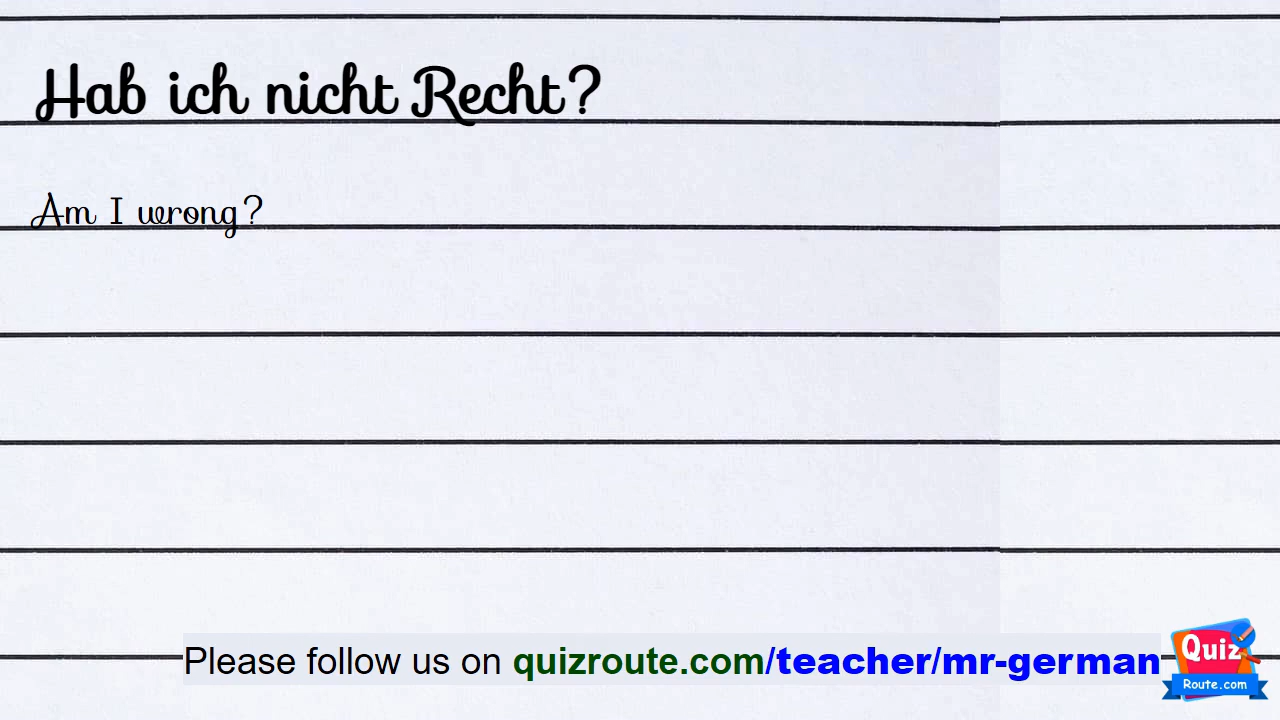 Hab ich nicht Recht?
Am I wrong?
Please follow us on quizroute.com/teacher/mr-german
Quiz
Route.com